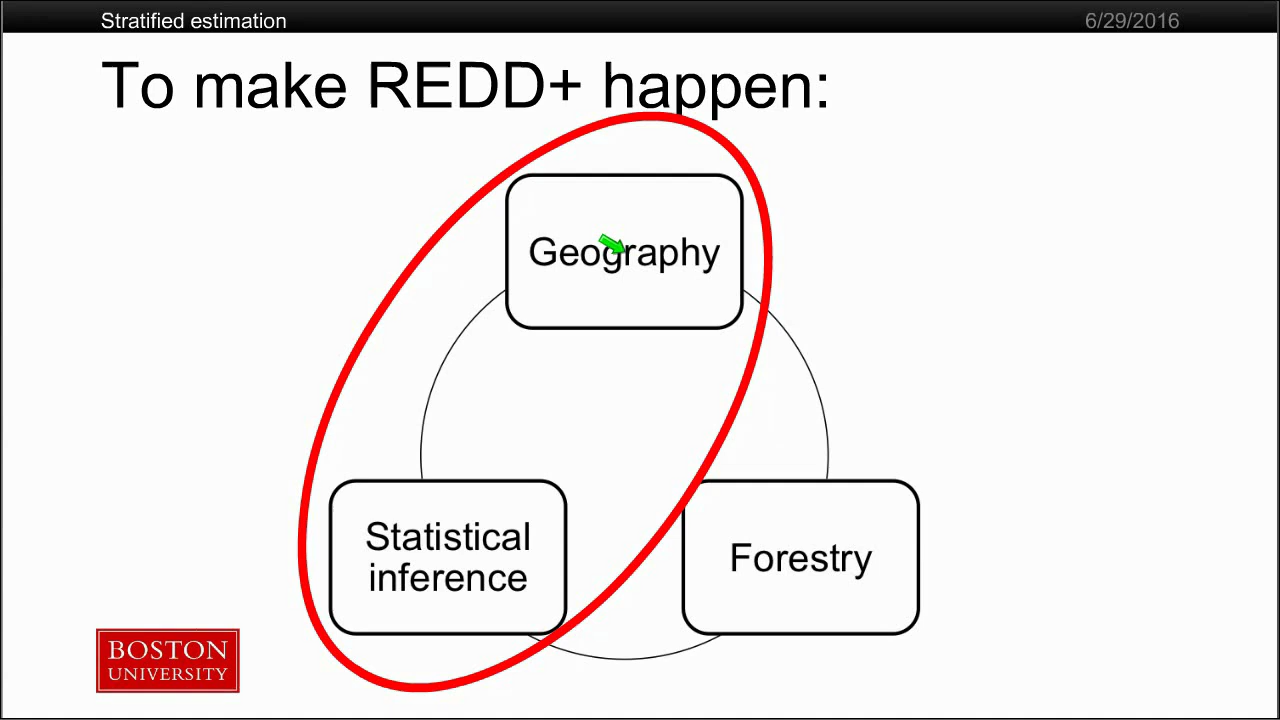 Stratified estimation
6/29/2016
To make REDD+ happen:
Geography
Statistical
inference
Forestry
BOSTON
UNIVERSITY